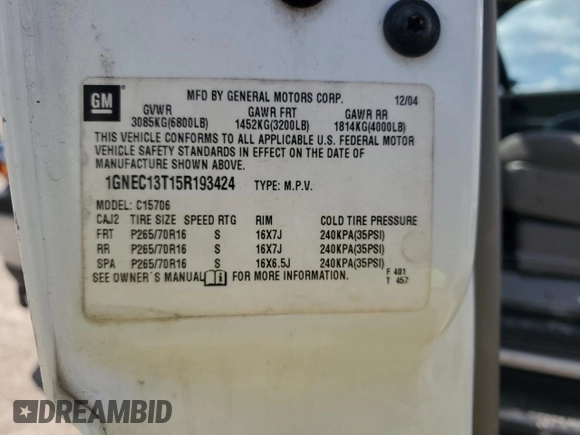 GM
MFD BY GENERAL MOTORS CORP. 12/04
GVWR GAWR FRT GAWR RR
3085KG(6800LB) 1452KG(3200LB) 1814KG(4000LB)
THIS VEHICLE CONFORMS TO ALL APPLICABLE U.S. FEDERAL MOTOR
VEHICLE SAFETY STANDARDS IN EFFECT ON THE DATE OF
MANUFACTURE SHOWN ABOVE.
1GNEC13T15R193424 TYPE: M.P.V.
MODEL: C15706
CAJ2 TIRE SIZE SPEED RTG RIM COLD TIRE PRESSURE
FRT P265/70R16 S 16X7J 240KPA(35PSI)
RR P265/70R16 S 16X7J 240KPA(35PSI)
SPA P265/70R16 S 16X6.5J 240KPA(35PSI)
SEE OWNER'S MANUAL i FOR MORE INFORMATION.
F 401
T 457
DREAMBID